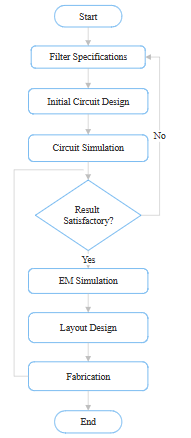 Start
Filter Specifications
Initial Circuit Design
Circuit Simulation
No
Result
Satisfactory?
Yes
EM Simulation
Layout Design
Fabrication
End